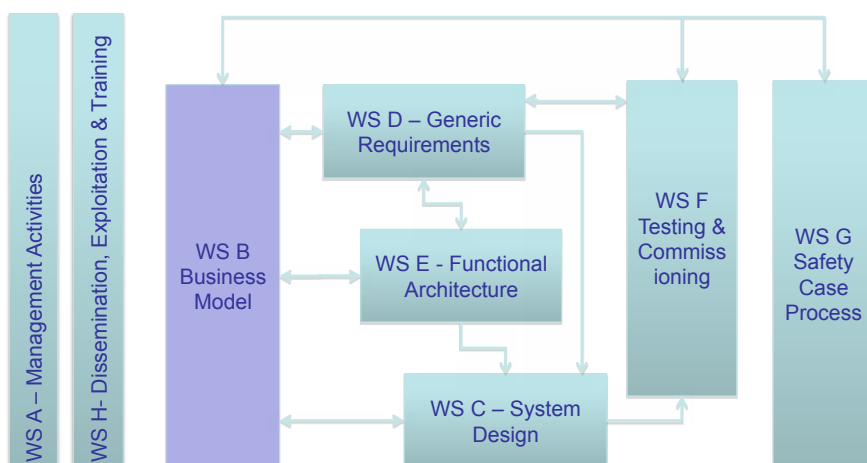 WS A – Management Activities
WS H- Dissemination, Exploitation & Training
WS B
Business
Model
WS D – Generic
Requirements
WS E - Functional
Architecture
WS C – System
Design
WS F
Testing &
Commiss
ioning
WS G
Safety
Case
Process